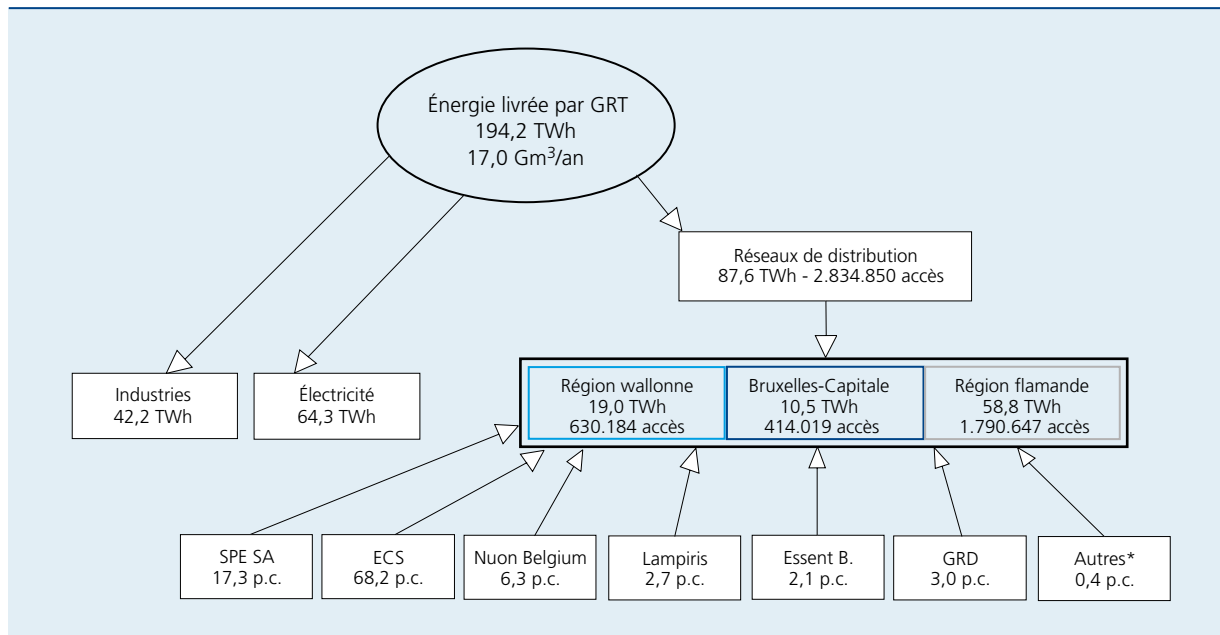 Énergie livrée par GRT
194,2 TWh
17,0 Gm³/an
Réseaux de distribution
87,6 TWh - 2.834.850 accès
Industries
42,2 TWh
Électricité
64,3 TWh
Région wallonne
19,0 TWh
630.184 accès
Bruxelles-Capitale
10,5 TWh
414.019 accès
Région flamande
58,8 TWh
1.790.647 accès
SPE SA
17,3 p.c.
ECS
68,2 p.c.
Nuon Belgium
6,3 p.c.
Lampiris
2,7 p.c.
Essent B.
2,1 p.c.
GRD
3,0 p.c.
Autres*
0,4 p.c.